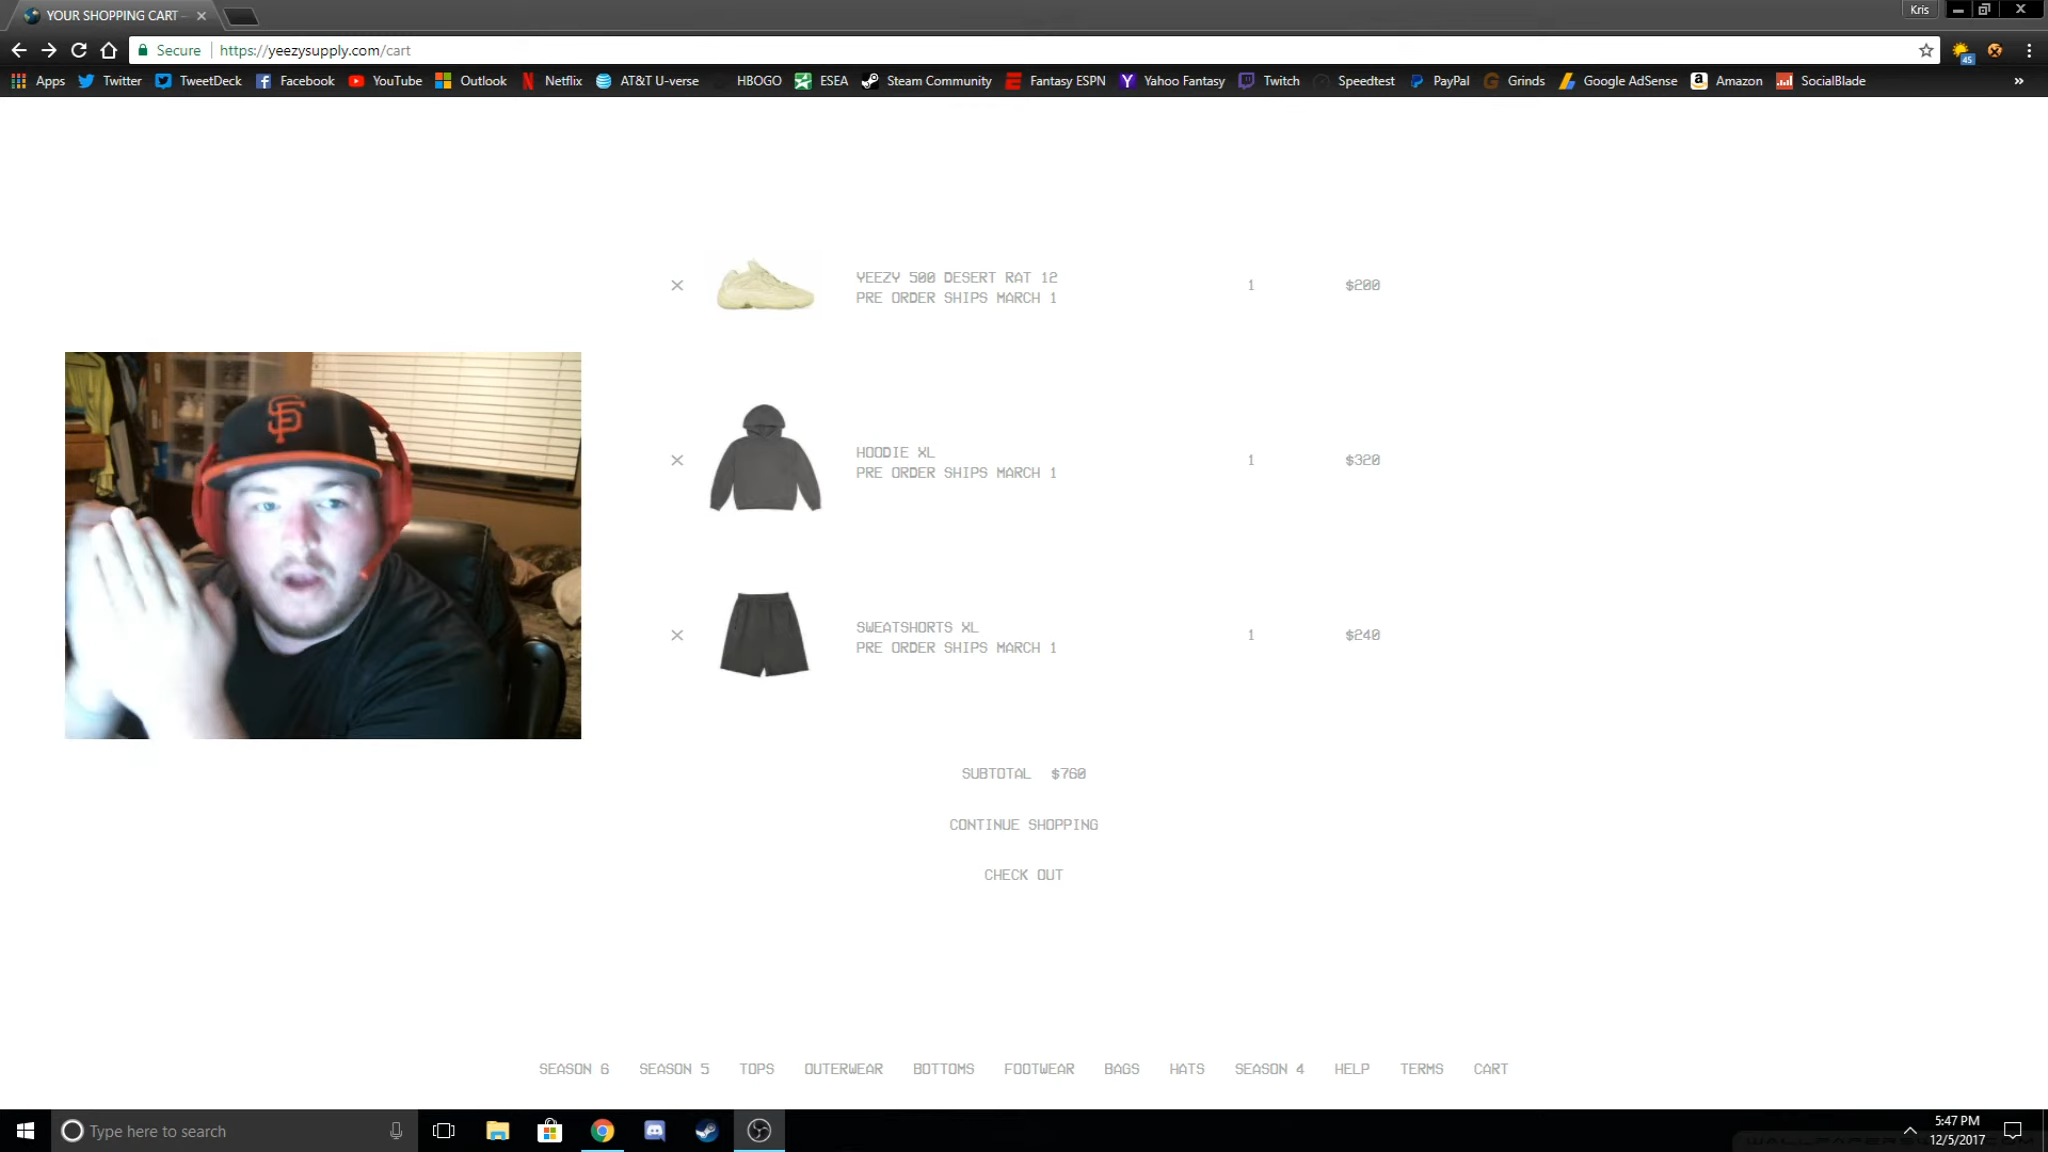 YOUR SHOPPING CART -
Kris
Secure
https://yeezysupply.com/cart
45
Apps Twitter TweetDeck Facebook YouTube Outlook Netflix AT&T U-verse HBOGO ESEA Steam Community Fantasy ESPN Yahoo Fantasy Twitch Speedtest PayPal Grinds Google AdSense Amazon SocialBlade »
YEEZY 500 DESERT RAT 12
PRE ORDER SHIPS MARCH 1
1 $200
SF
HOODIE XL
PRE ORDER SHIPS MARCH 1
1 $320
SWEATSHORTS XL
PRE ORDER SHIPS MARCH 1
1 $240
SUBTOTAL $760
CONTINUE SHOPPING
CHECK OUT
SEASON 6 SEASON 5 TOPS OUTERWEAR BOTTOMS FOOTWEAR BAGS HATS SEASON 4 HELP TERMS CART
Type here to search
5:47 PM
12/5/2017